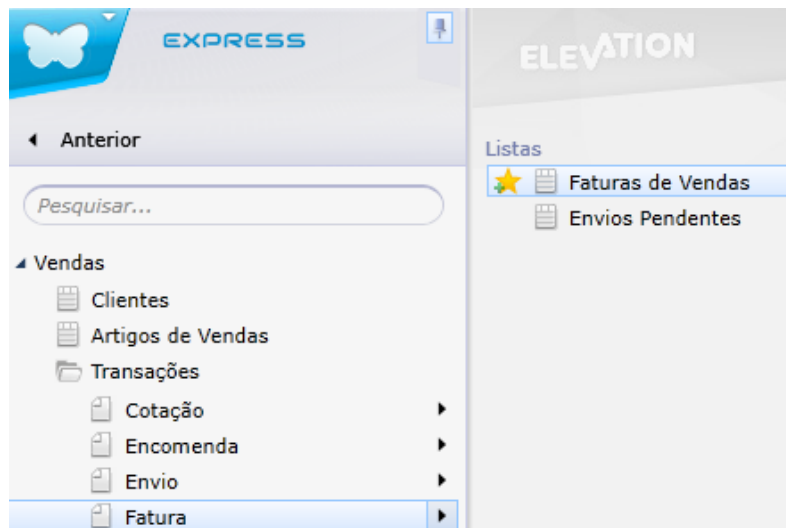 EXPRESS
Anterior
Pesquisar...
Vendas
Clientes
Artigos de Vendas
Transações
Cotação
Encomenda
Envio
Fatura
ELEVATION
Listas
Faturas de Vendas
Envios Pendentes